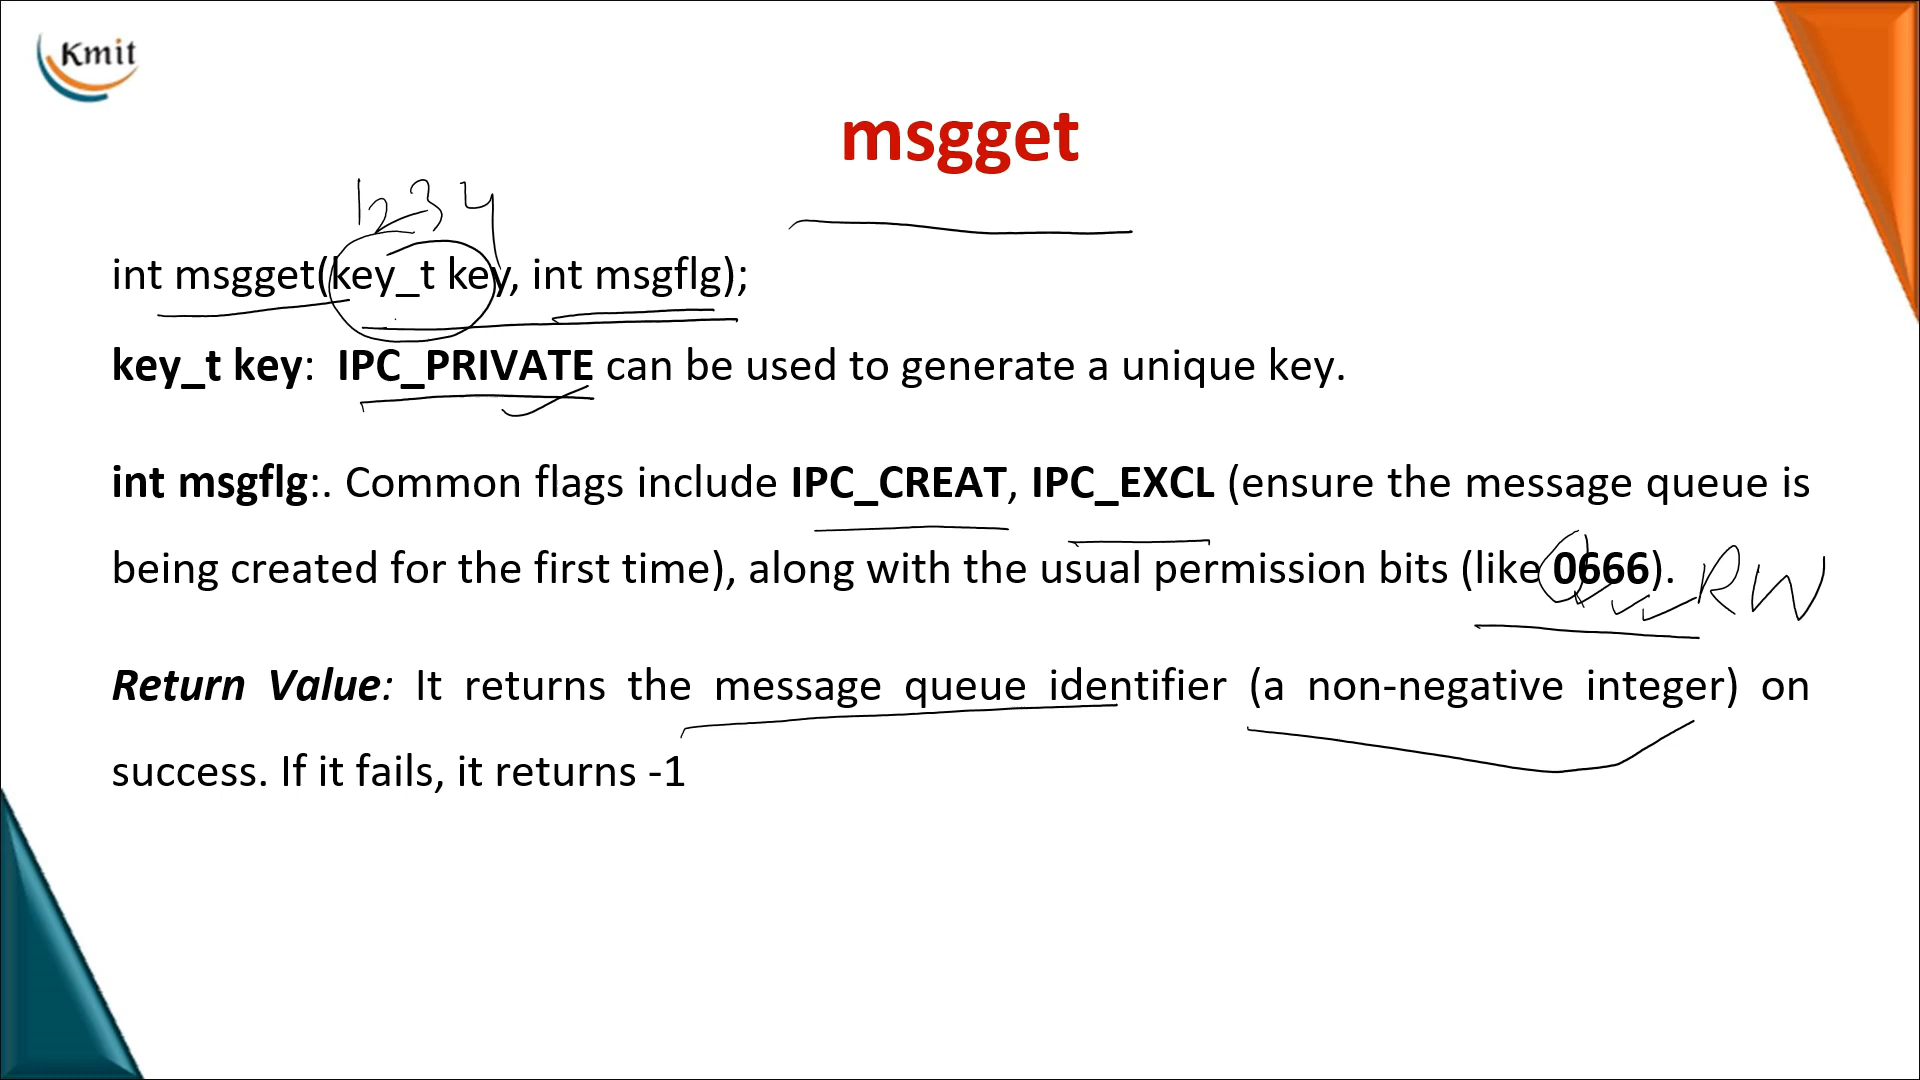 Kmit
msgget
1234
int msgget(key_t key, int msgflg);
key_t key: IPC_PRIVATE can be used to generate a unique key.
int msgflg:. Common flags include IPC_CREAT, IPC_EXCL (ensure the message queue is
being created for the first time), along with the usual permission bits (like 0666). RW
Return Value: It returns the message queue identifier (a non-negative integer) on
success. If it fails, it returns -1